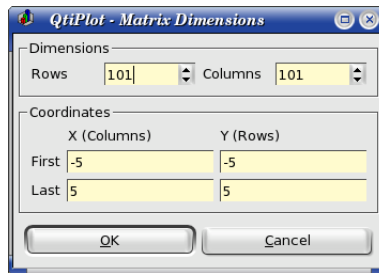 QtiPlot - Matrix Dimensions
Dimensions
Rows 101 Columns 101
Coordinates
X (Columns) Y (Rows)
First -5 -5
Last 5 5
OK Cancel